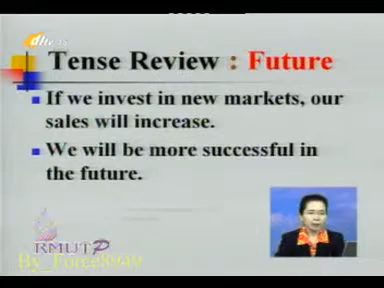 Tense Review : Future
If we invest in new markets, our
sales will increase.
We will be more successful in
the future.
RMUTP
By_Force8949